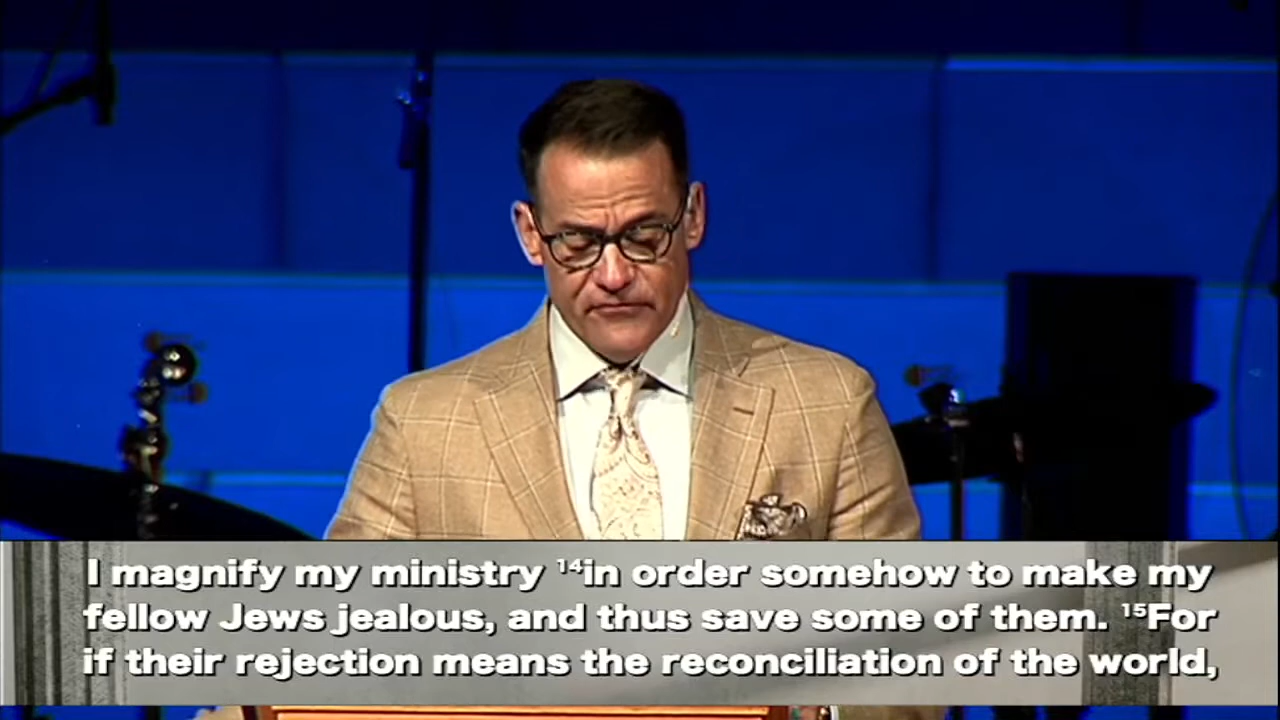 I magnify my ministry ¹⁴in order somehow to make my
fellow Jews jealous, and thus save some of them. ¹⁵For
if their rejection means the reconciliation of the world,